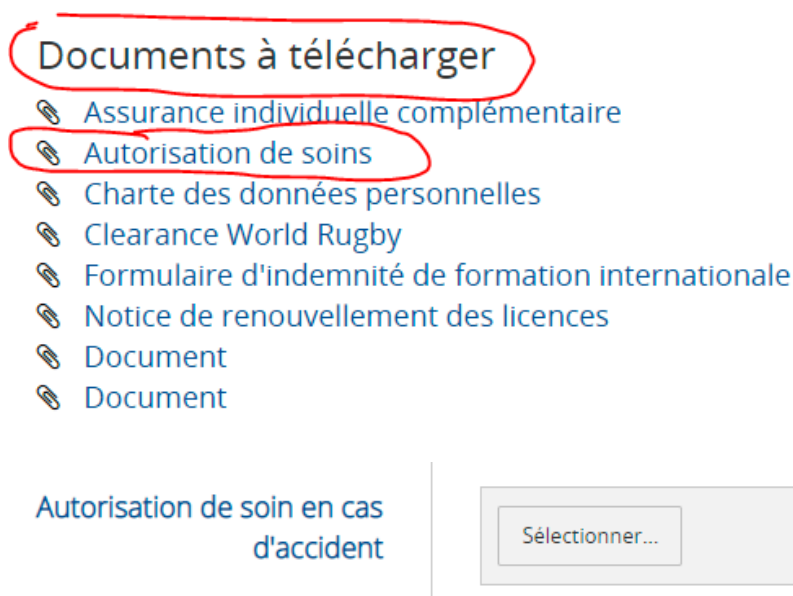 Documents à télécharger
Assurance individuelle complémentaire
Autorisation de soins
Charte des données personnelles
Clearance World Rugby
Formulaire d'indemnité de formation internationale
Notice de renouvellement des licences
Document
Document
Autorisation de soin en cas
d'accident
Sélectionner...